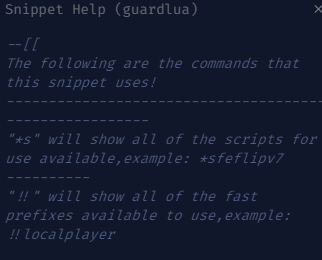 Snippet Help (guardlua)
--[[
The following are the commands that
this snippet uses!
--------------------------------------
-----------------
"*s" will show all of the scripts for
use available,example: *sfeflipv7
----------
"!!" will show all of the fast
prefixes available to use,example:
!!localplayer